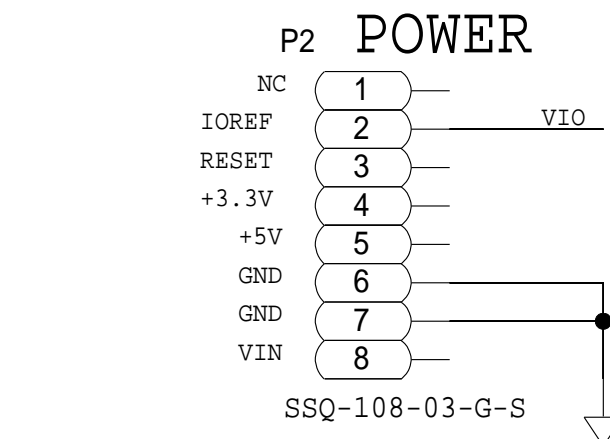 P2 POWER
NC 1
IOREF 2 VIO
RESET 3
+3.3V 4
+5V 5
GND 6
GND 7
VIN 8
SSQ-108-03-G-S